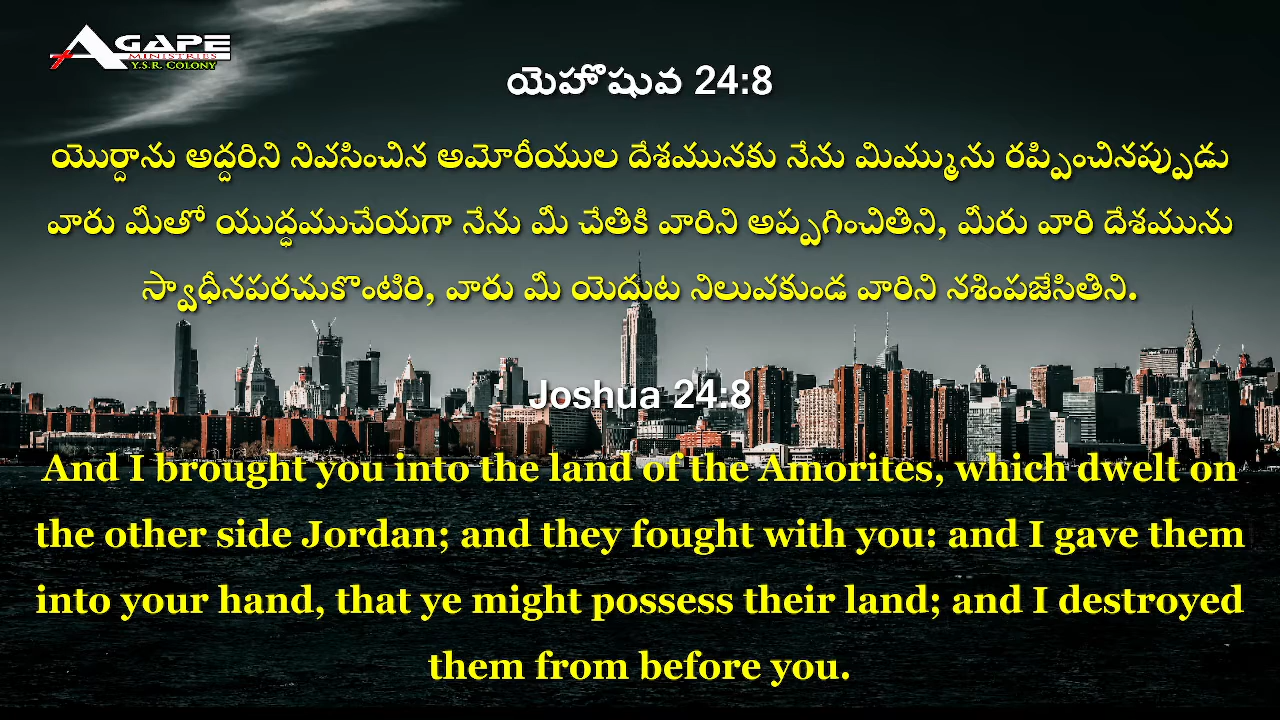 AGAPE
MINISTRIES
Y.S.R. COLONY
యెహోషువ 24:8
యొర్దాను అద్దరిని నివసించిన అమోరీయుల దేశమునకు నేను మిమ్మును రప్పించినప్పుడు
వారు మీతో యుద్ధముచేయగా నేను మీ చేతికి వారిని అప్పగించితిని, మీరు వారి దేశమును
స్వాధీనపరచుకొంటిరి, వారు మీ యెదుట నిలువకుండ వారిని నశింపజేసితిని.
Joshua 24:8
And I brought you into the land of the Amorites, which dwelt on
the other side Jordan; and they fought with you: and I gave them
into your hand, that ye might possess their land; and I destroyed
them from before you.